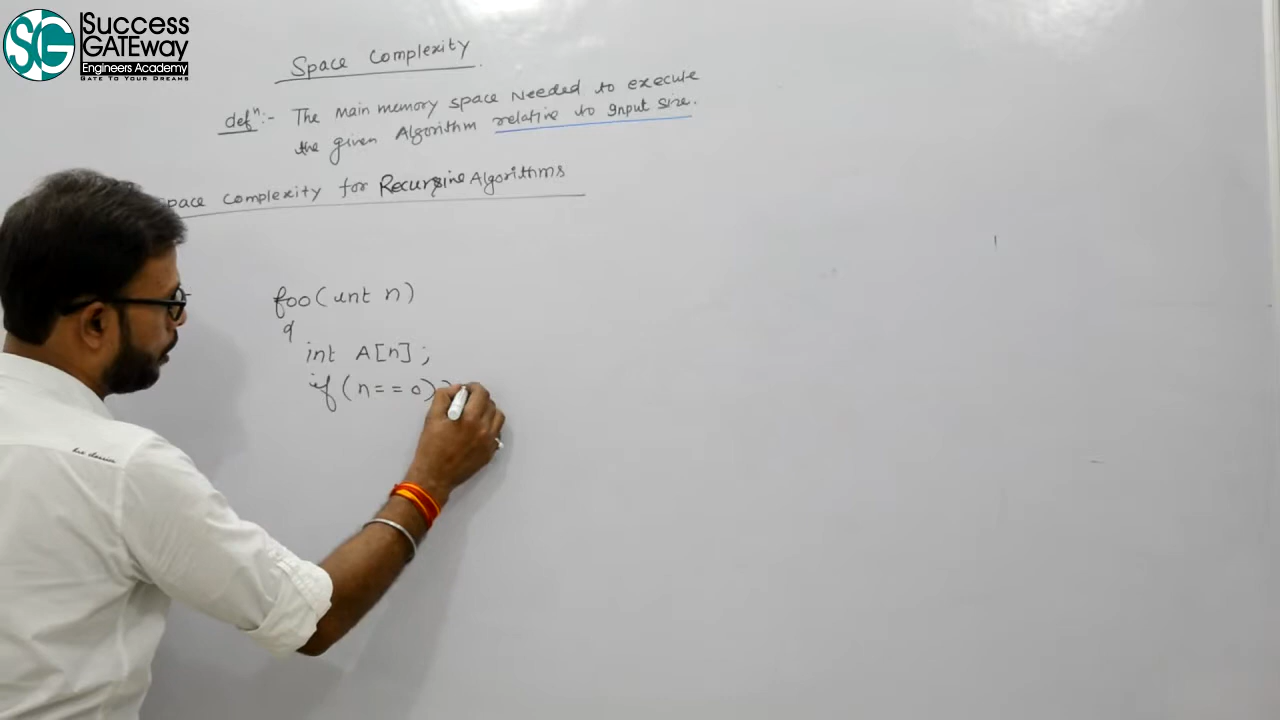 Success
GATEWAY
Engineers Academy
GATE TO YOUR DREAMS
Space Complexity
defn:- The main memory space Needed to execute
the given Algorithm relative to Input size.
Space Complexity for Recursive Algorithms
foo(int n)
{
int A[n];
if(n==0)